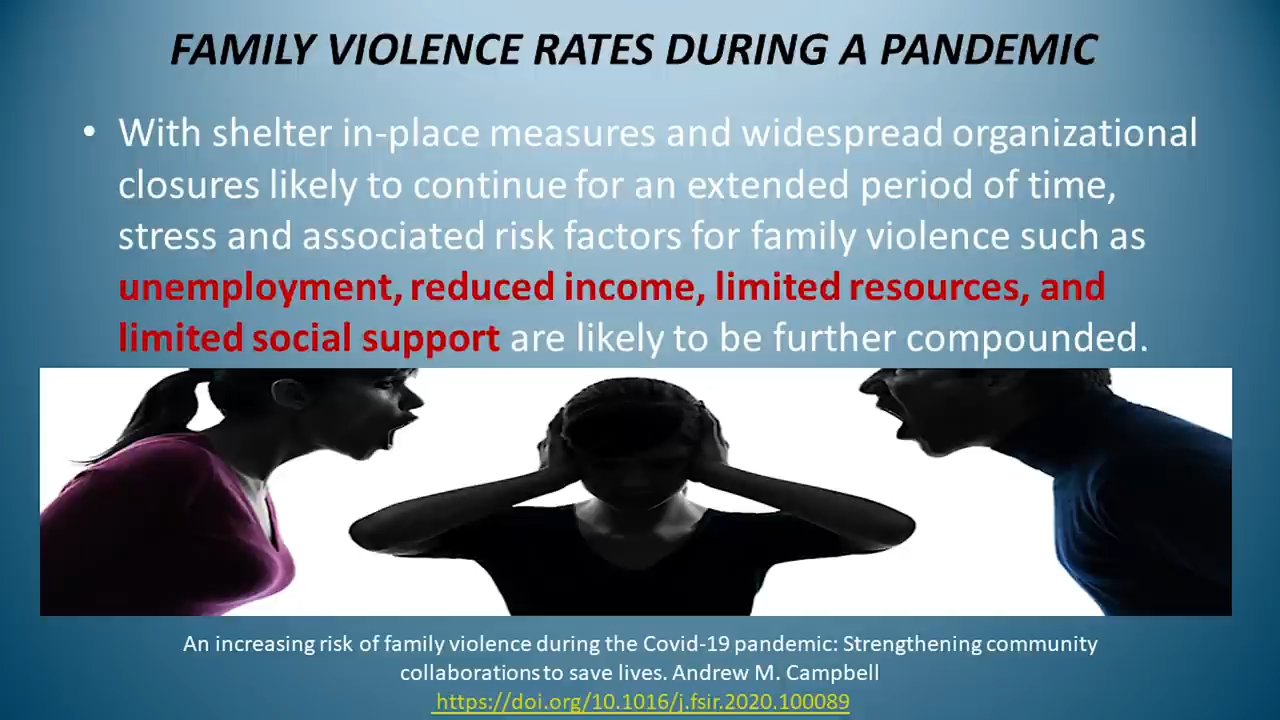 FAMILY VIOLENCE RATES DURING A PANDEMIC
• With shelter in-place measures and widespread organizational
closures likely to continue for an extended period of time,
stress and associated risk factors for family violence such as
unemployment, reduced income, limited resources, and
limited social support are likely to be further compounded.
An increasing risk of family violence during the Covid-19 pandemic: Strengthening community
collaborations to save lives. Andrew M. Campbell
https://doi.org/10.1016/j.fsir.2020.100089